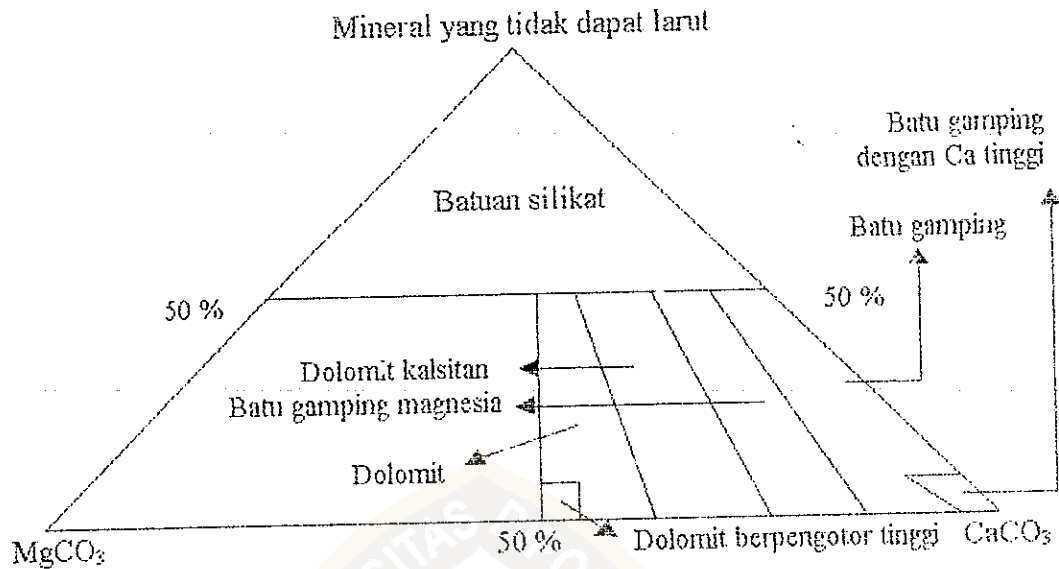 Mineral yang tidak dapat larut
Batu gamping
dengan Ca tinggi
Batuan silikat
Batu gamping
50 %
50 %
Dolomit kalsitan
Batu gamping magnesia
Dolomit
MgCO₃
50 %
Dolomit berpengotor tinggi
CaCO₃